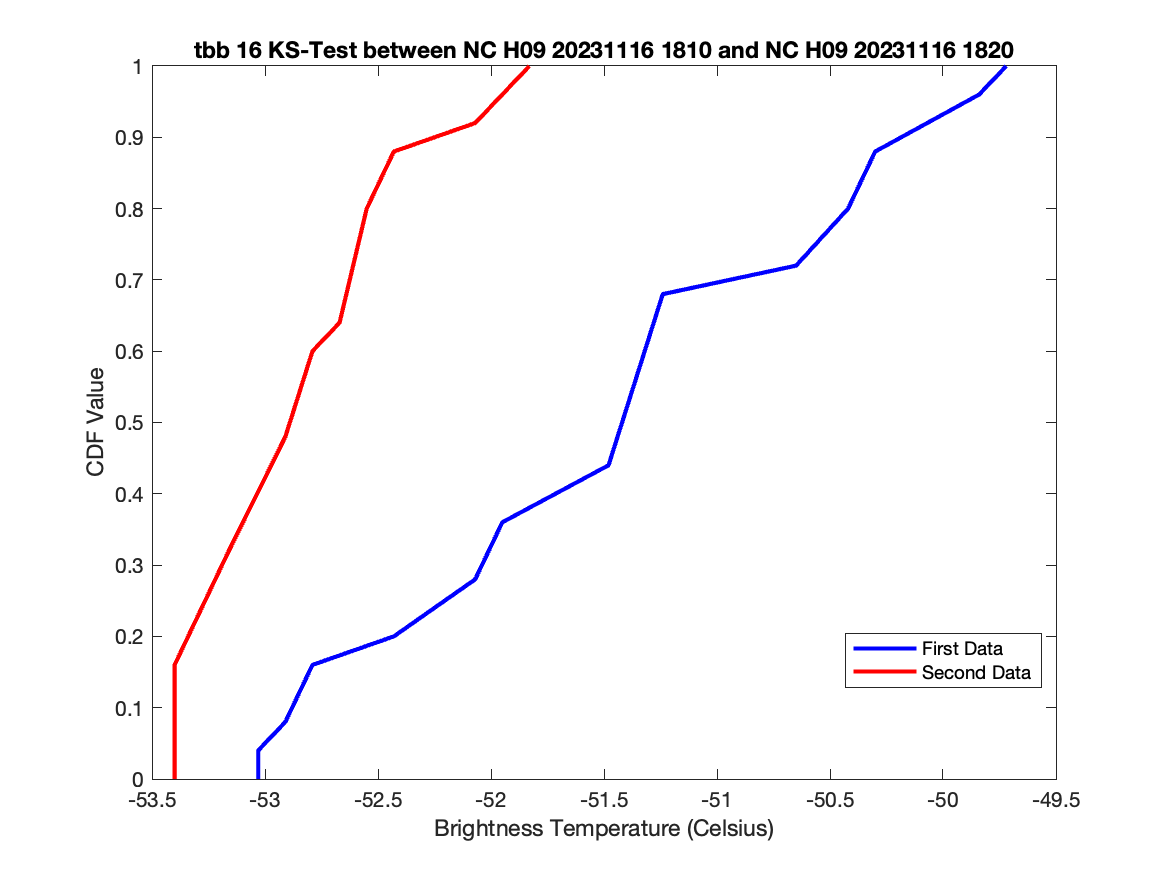 tbb 16 KS-Test between NC H09 20231116 1810 and NC H09 20231116 1820
1
0.9
0.8
0.7
0.6
0.5
0.4
0.3
0.2
0.1
0
CDF Value
First Data
Second Data
-53.5 -53 -52.5 -52 -51.5 -51 -50.5 -50 -49.5
Brightness Temperature (Celsius)